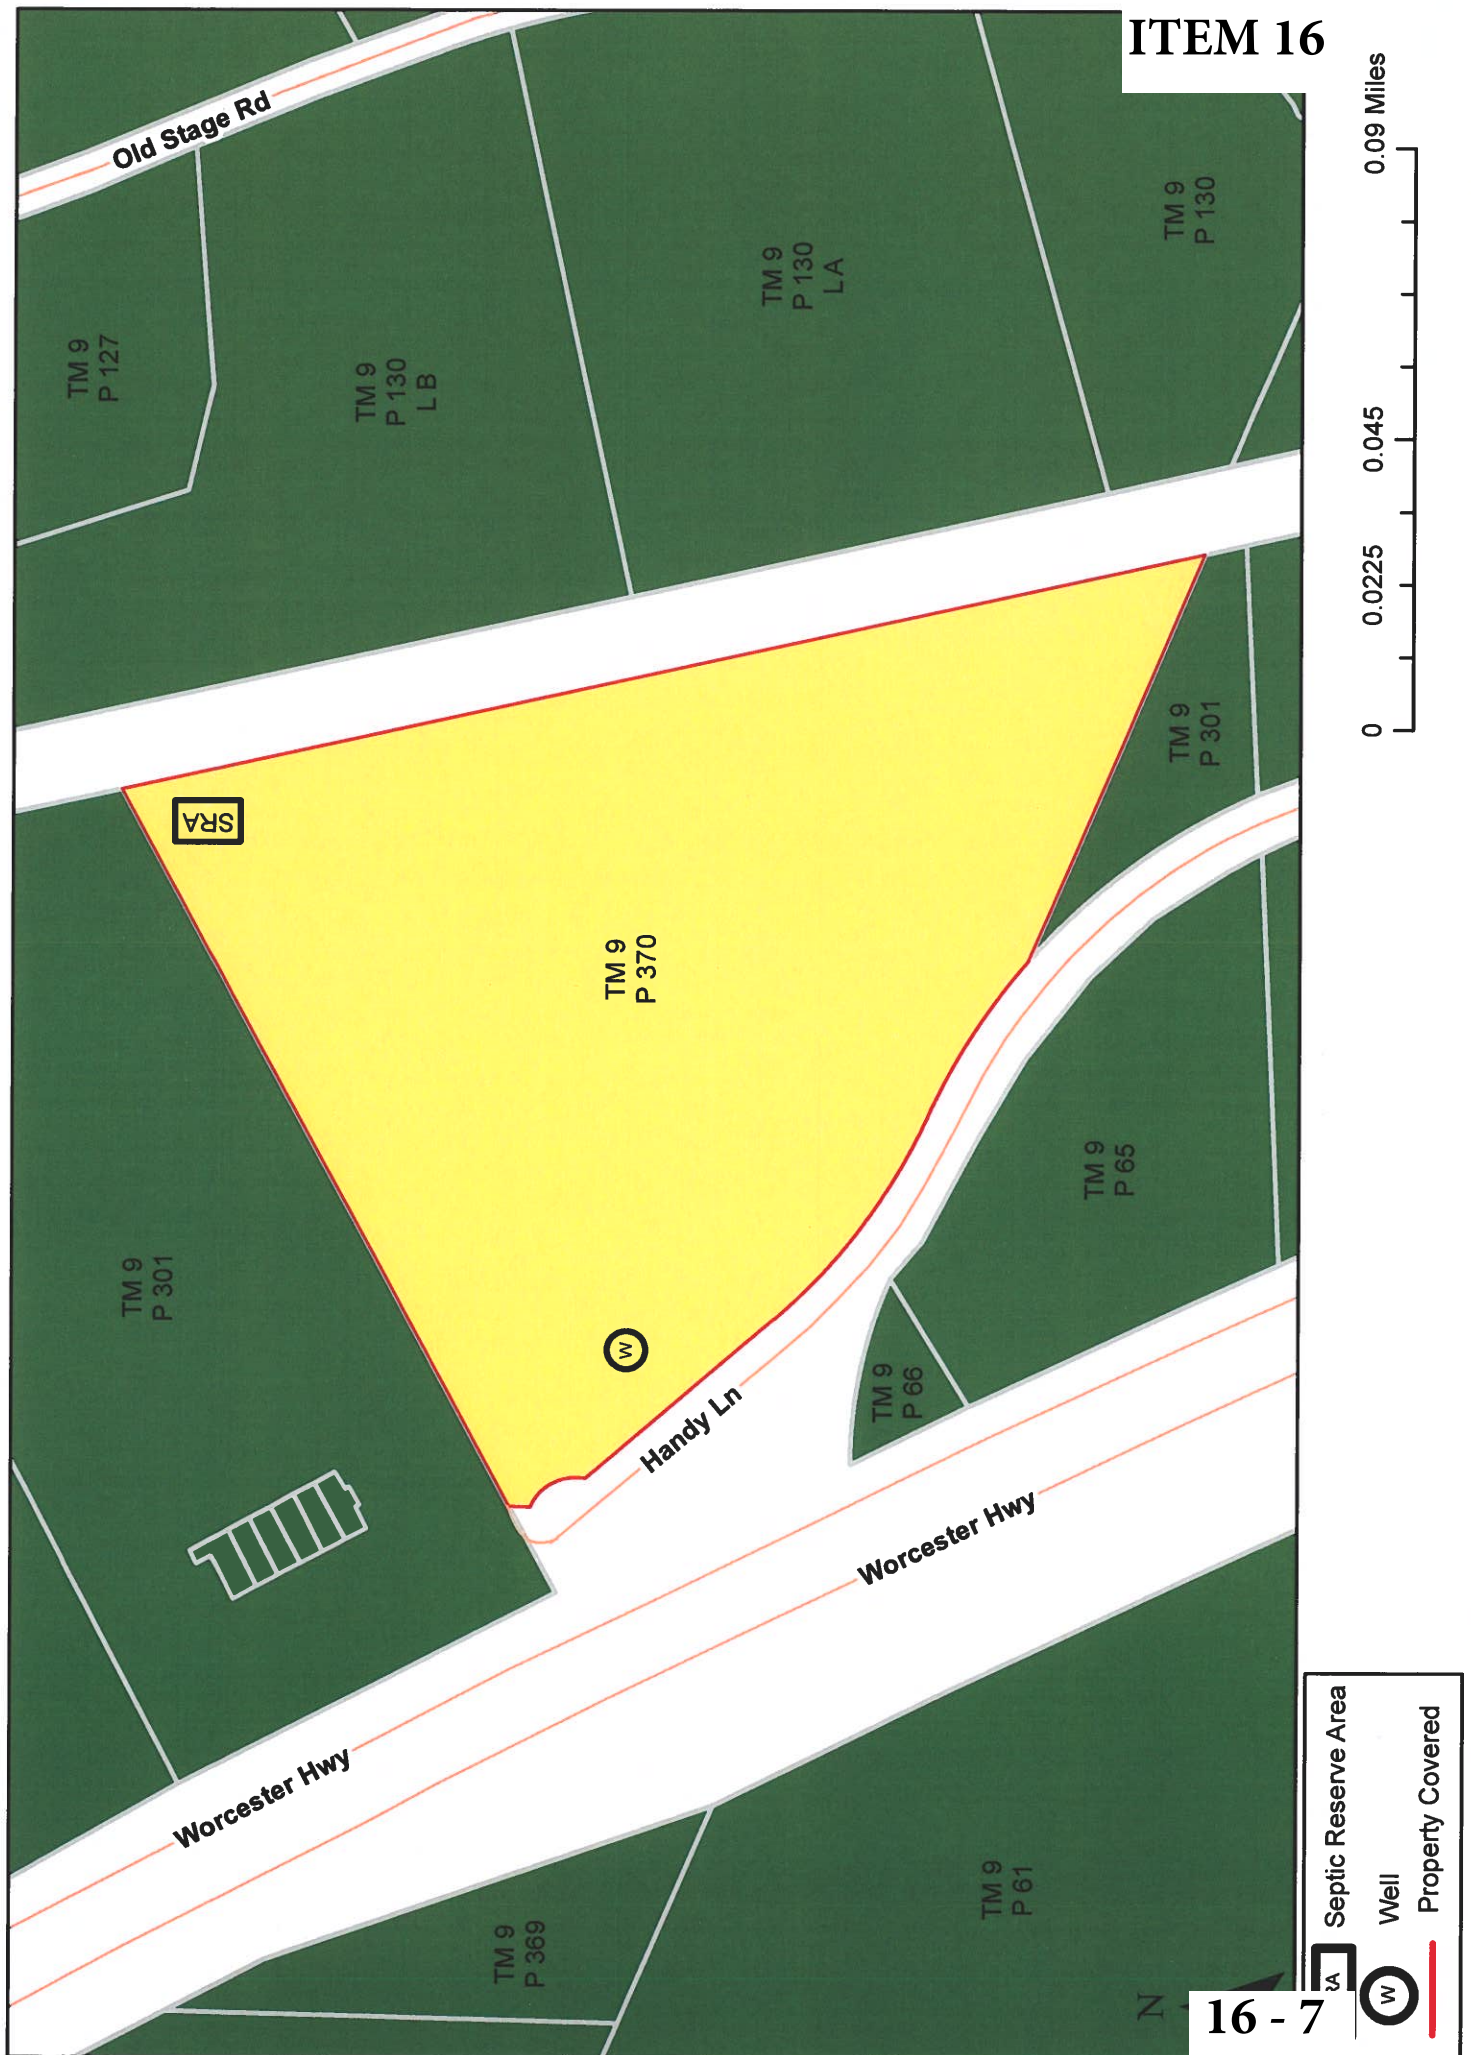 ITEM 16
Old Stage Rd
TM 9
P 127
TM 9
P 130
L B
TM 9
P 130
L A
TM 9
P 130
0 0.0225 0.045 0.09 Miles
SRA
TM 9
P 370
TM 9
P 301
TM 9
P 301
W
Handy Ln
TM 9
P 65
TM 9
P 66
Worcester Hwy
Worcester Hwy
TM 9
P 369
TM 9
P 61
N
RA Septic Reserve Area
W Well
Property Covered
16 - 7